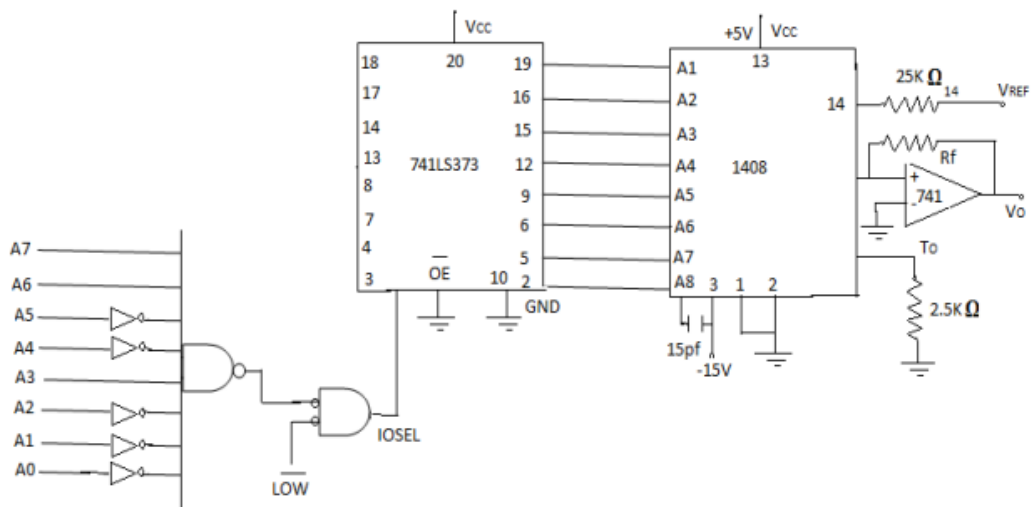 Vcc
20
741LS373
18
17
14
13
8
7
4
3
19
16
15
12
9
6
5
2
OE
10
GND
+5V
Vcc
13
1408
A1
A2
A3
A4
A5
A6
A7
A8
14
3
1
2
15pf
-15V
25K Ω
14
VREF
Rf
+
-
741
Vo
To
2.5K Ω
A7
A6
A5
A4
A3
A2
A1
A0
IOSEL
LOW